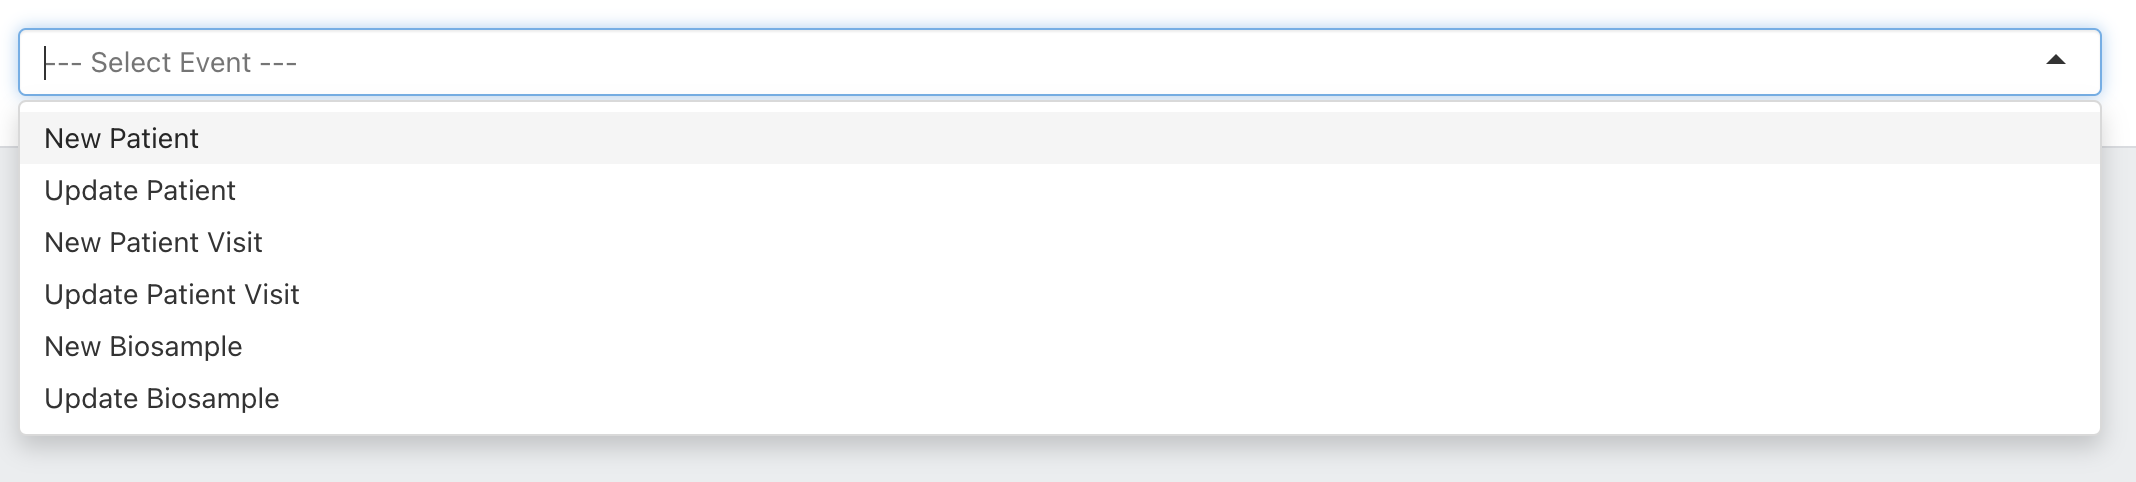 --- Select Event ---
New Patient
Update Patient
New Patient Visit
Update Patient Visit
New Biosample
Update Biosample